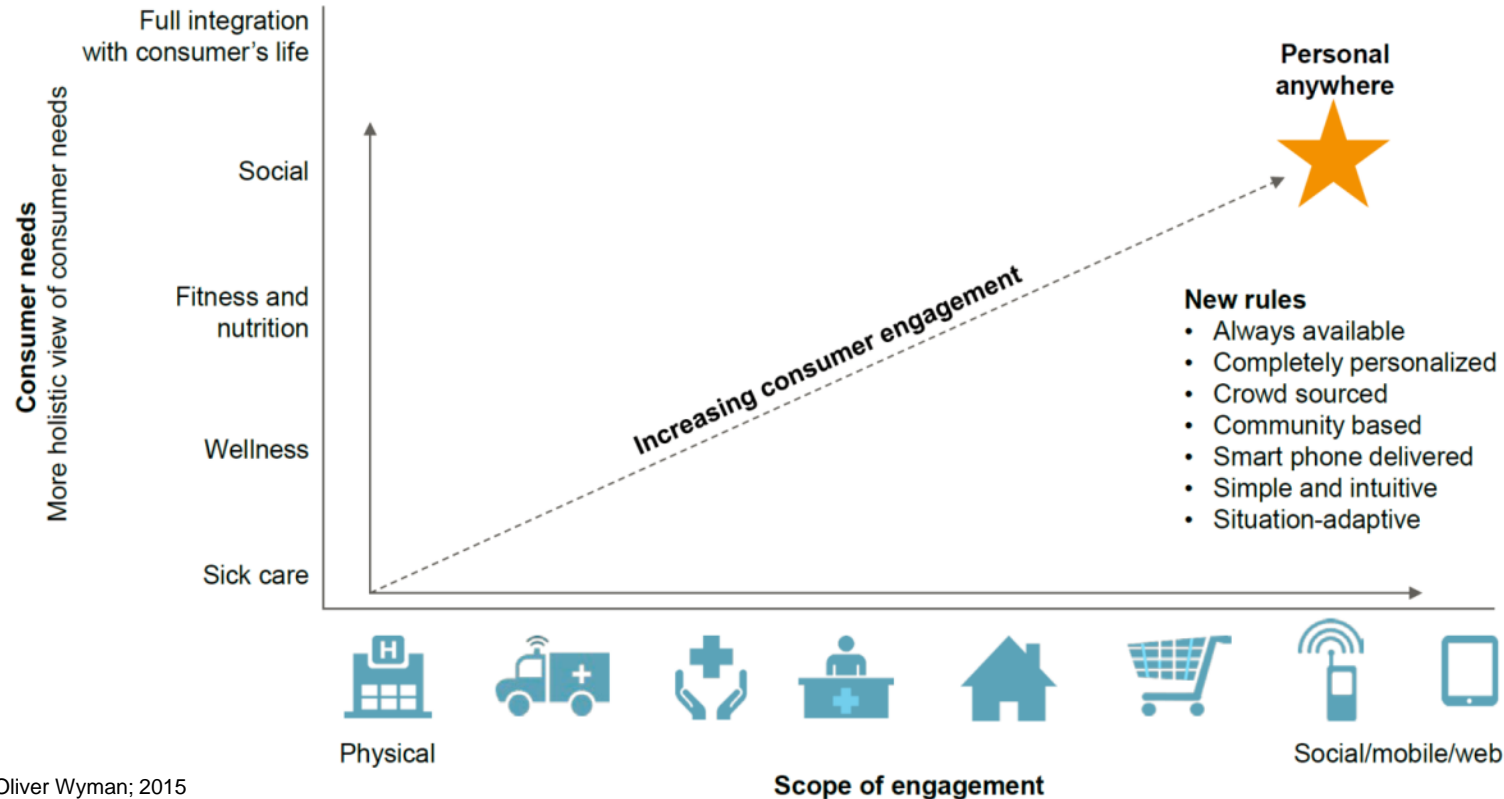 Full integration
with consumer's life
Social
Fitness and
nutrition
Wellness
Sick care
Consumer needs
More holistic view of consumer needs
Increasing consumer engagement
Personal
anywhere
New rules
• Always available
• Completely personalized
• Crowd sourced
• Community based
• Smart phone delivered
• Simple and intuitive
• Situation-adaptive
H
Physical
Social/mobile/web
Scope of engagement
Oliver Wyman; 2015